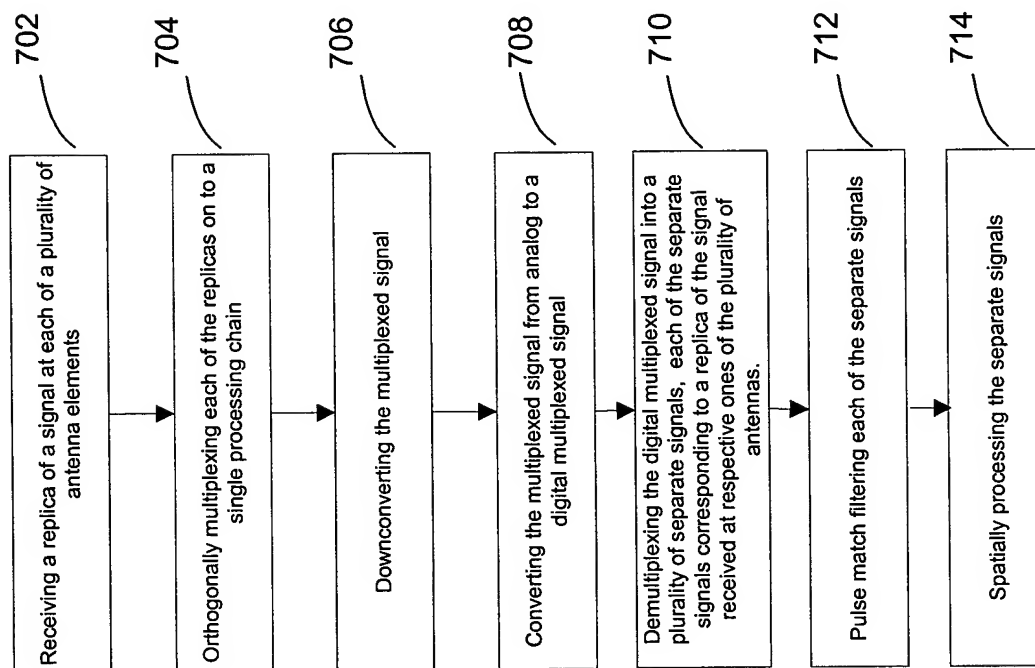 702
Receiving a replica of a signal at each of a plurality of
antenna elements
704
Orthogonally multiplexing each of the replicas on to a
single processing chain
706
Downconverting the multiplexed signal
708
Converting the multiplexed signal from analog to a
digital multiplexed signal
710
Demultiplexing the digital multiplexed signal into a
plurality of separate signals, each of the separate
signals corresponding to a replica of the signal
received at respective ones of the plurality of
antennas.
712
Pulse match filtering each of the separate signals
714
Spatially processing the separate signals